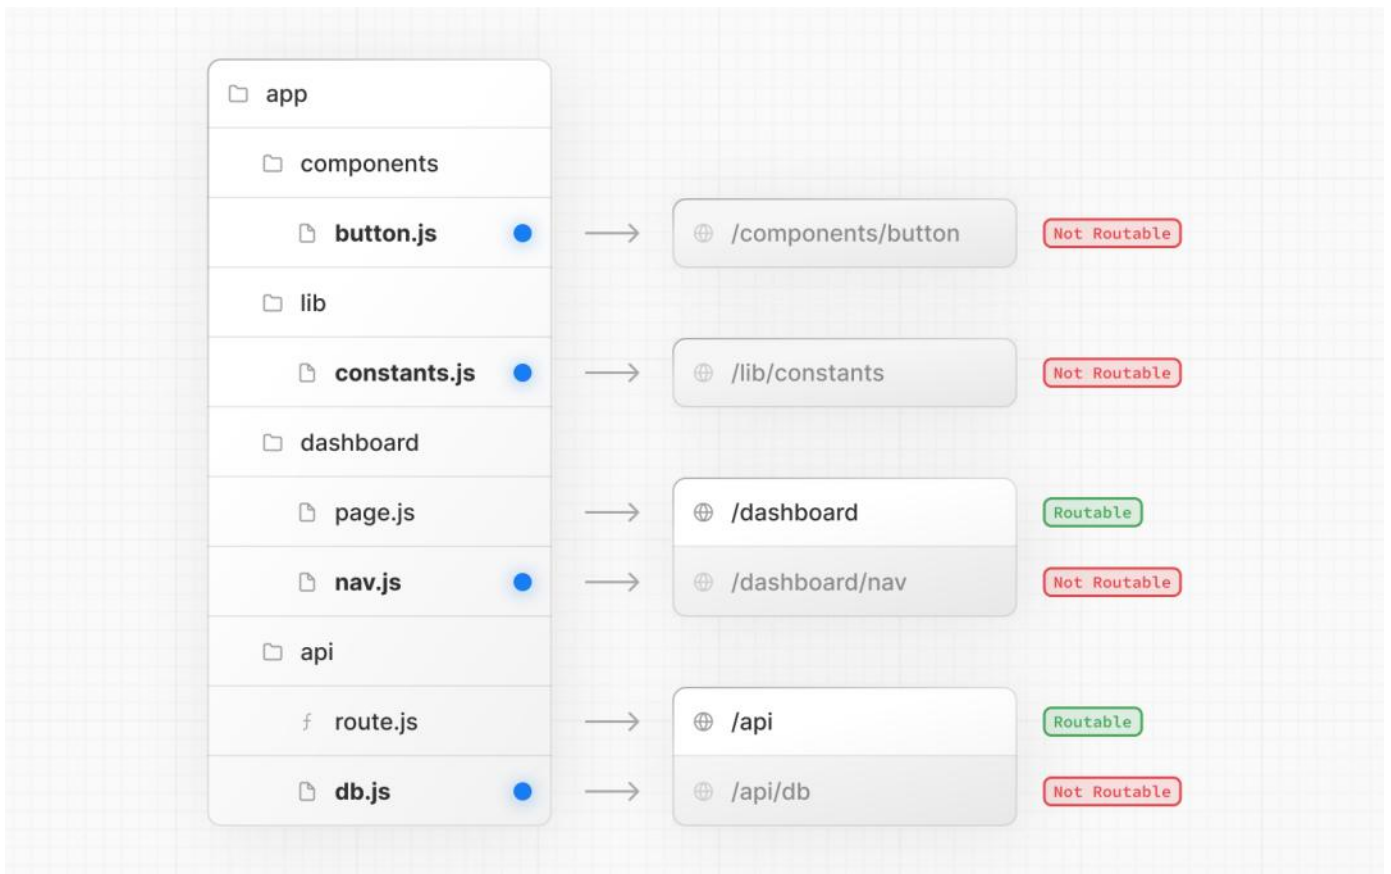 app
components
button.js
/components/button
Not Routable
lib
constants.js
/lib/constants
Not Routable
dashboard
page.js
/dashboard
Routable
nav.js
/dashboard/nav
Not Routable
api
route.js
/api
Routable
db.js
/api/db
Not Routable